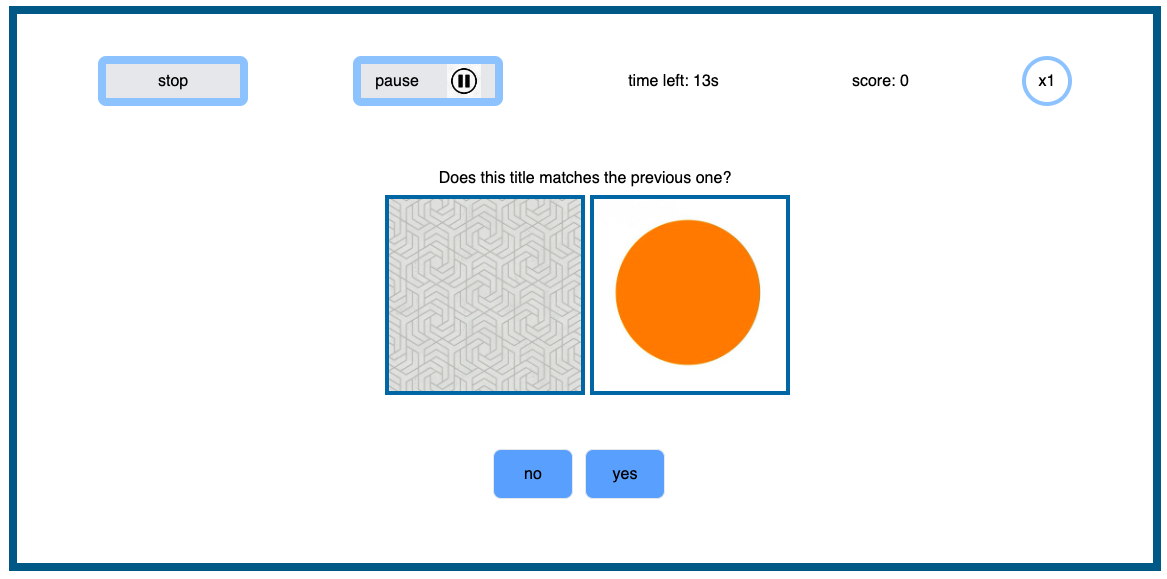 stop
pause
time left: 13s
score: 0
x1
Does this title matches the previous one?
no
yes